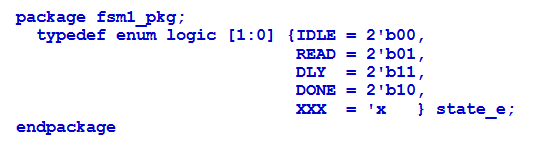 package fsm1_pkg;
  typedef enum logic [1:0] {IDLE = 2'b00,
                            READ = 2'b01,
                            DLY  = 2'b11,
                            DONE = 2'b10,
                            XXX  = 'x   } state_e;
endpackage